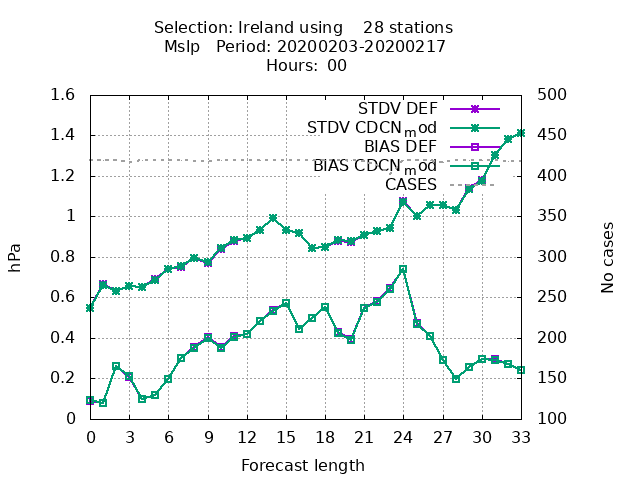 Selection: Ireland using 28 stations
Mslp Period: 20200203-20200217
Hours: 00
1.6 500
STDV DEF
1.4 STDV CDCN_mod 450
BIAS DEF
BIAS CDCN_mod
1.2 CASES 400
1 350
0.8 300
0.6 250
0.4 200
0.2 150
0 100
hPa
No cases
0 3 6 9 12 15 18 21 24 27 30 33
Forecast length